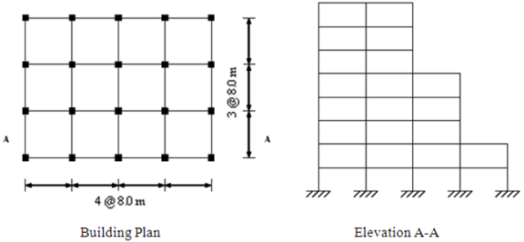 3 @ 8.0 m
A
A
4 @ 8.0 m
Building Plan
Elevation A-A